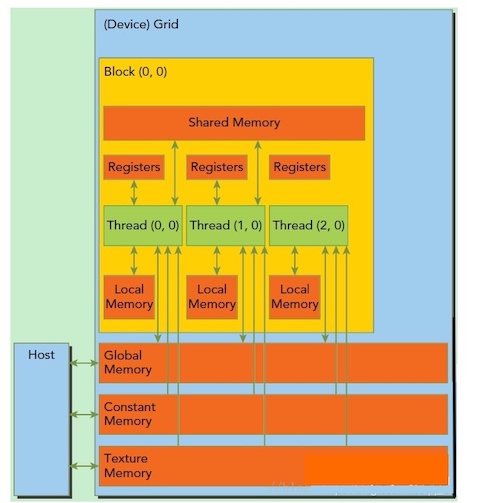 (Device) Grid
Block (0, 0)
Shared Memory
Registers
Registers
Registers
Thread (0, 0)
Thread (1, 0)
Thread (2, 0)
Local
Memory
Local
Memory
Local
Memory
Host
Global
Memory
Constant
Memory
Texture
Memory